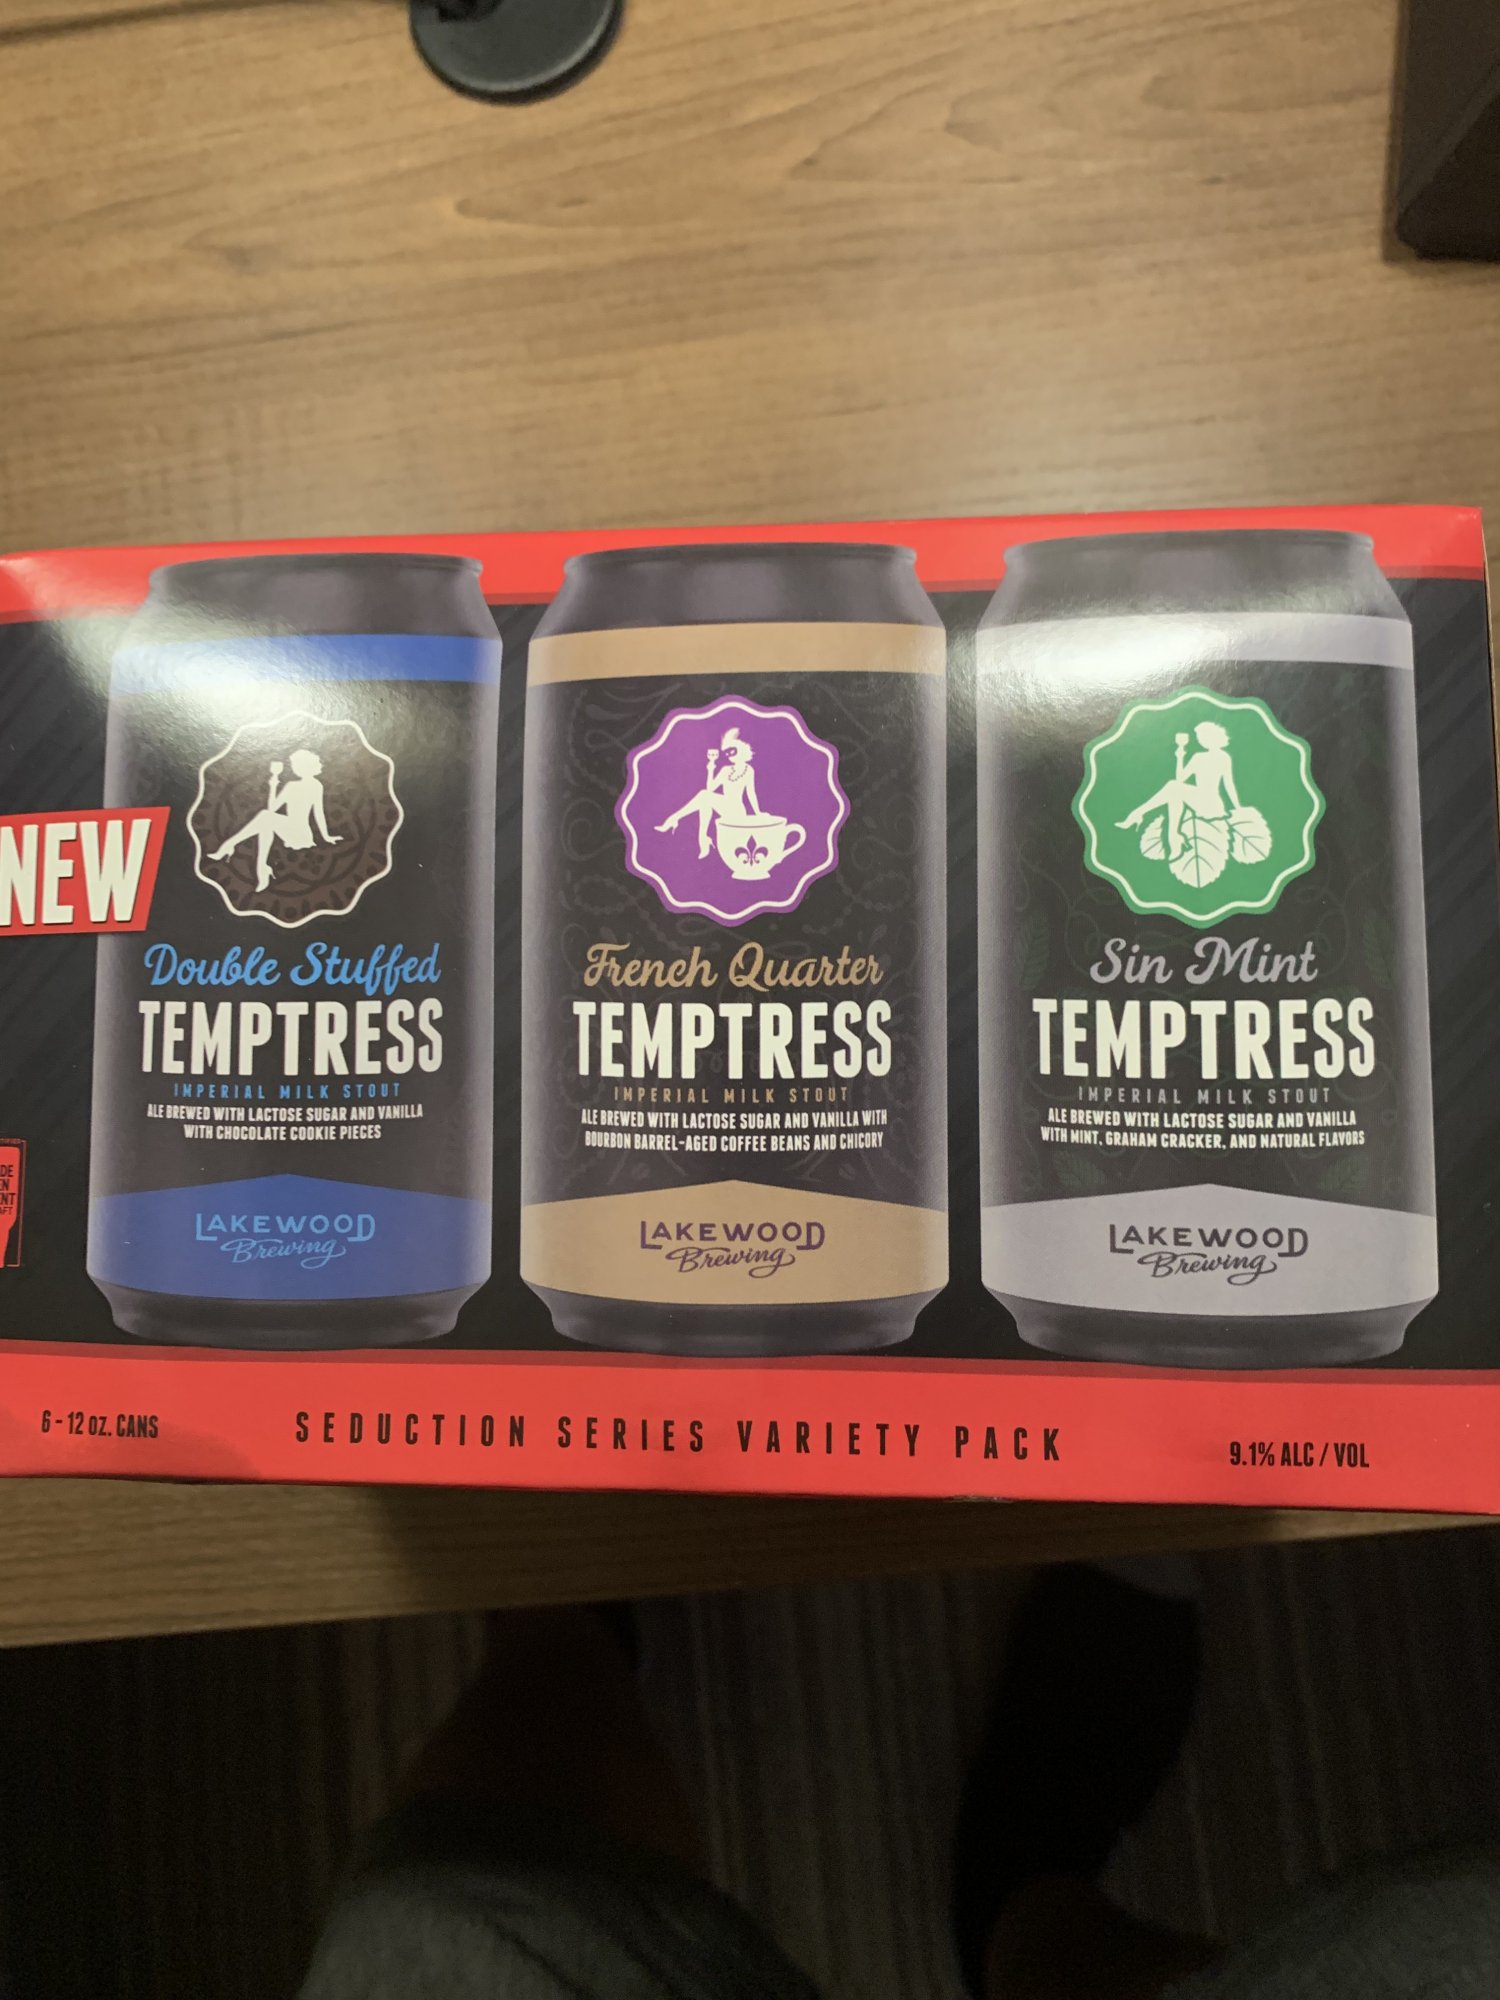 NEW
Double Stuffed
TEMPTRESS
IMPERIAL MILK STOUT
ALE BREWED WITH LACTOSE SUGAR AND VANILLA
WITH CHOCOLATE COOKIE PIECES
LAKEWOOD
Brewing
French Quarter
TEMPTRESS
IMPERIAL MILK STOUT
ALE BREWED WITH LACTOSE SUGAR AND VANILLA WITH
BOURBON BARREL-AGED COFFEE BEANS AND CHICORY
LAKEWOOD
Brewing
Sin Mint
TEMPTRESS
IMPERIAL MILK STOUT
ALE BREWED WITH LACTOSE SUGAR AND VANILLA
WITH MINT, GRAHAM CRACKER, AND NATURAL FLAVORS
LAKEWOOD
Brewing
6 - 12 OZ. CANS
SEDUCTION SERIES VARIETY PACK
9.1% ALC / VOL